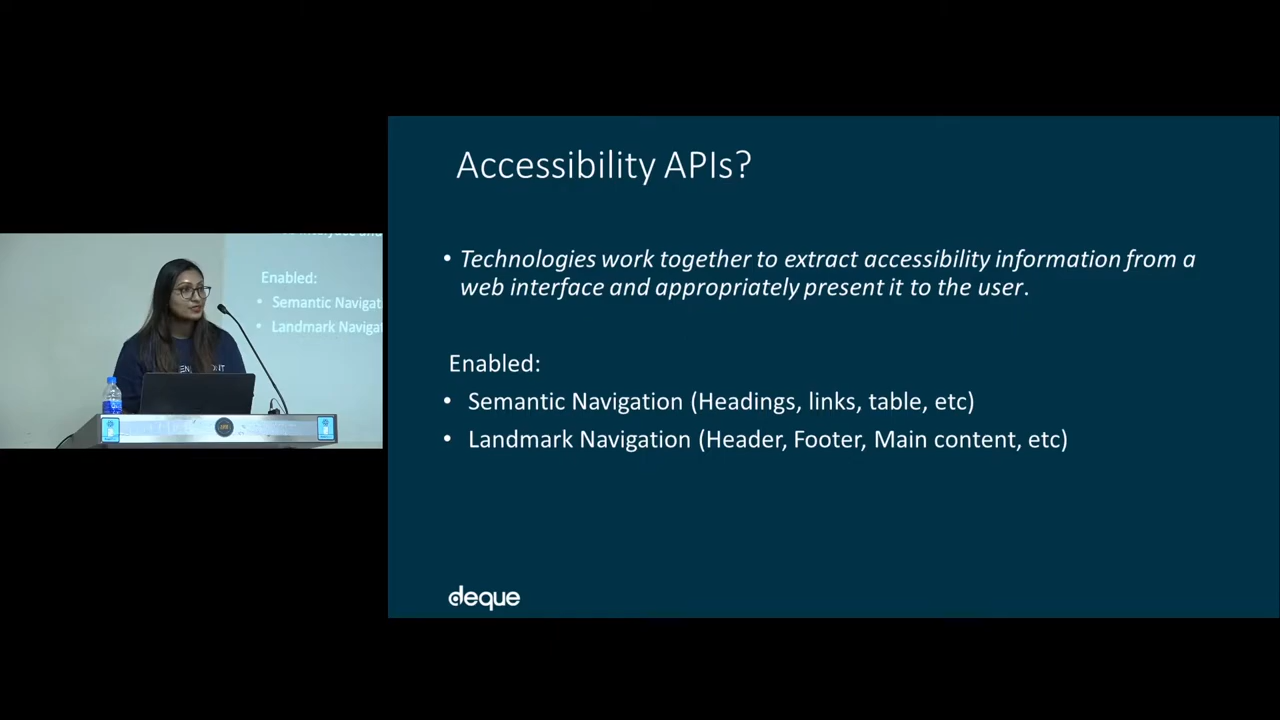 Accessibility APIs?
• Technologies work together to extract accessibility information from a
web interface and appropriately present it to the user.
Enabled:
• Semantic Navigation (Headings, links, table, etc)
• Landmark Navigation (Header, Footer, Main content, etc)
deque
Enabled:
• Semantic Navigat
• Landmark Naviga